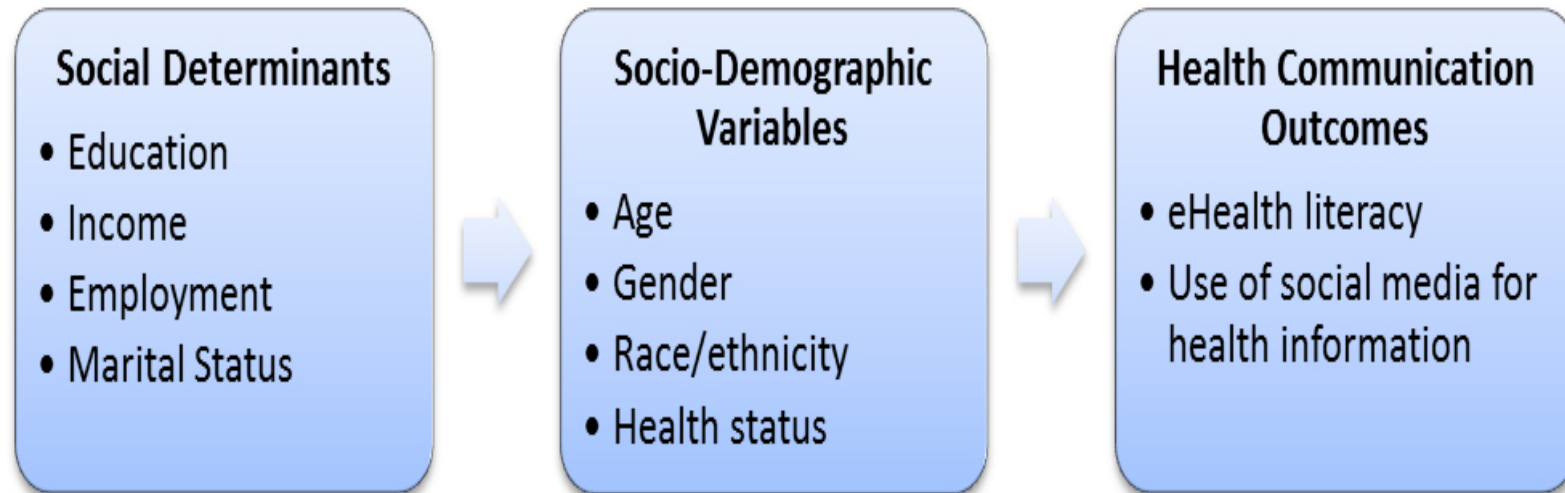 Social Determinants
• Education
• Income
• Employment
• Marital Status
Socio-Demographic
Variables
• Age
• Gender
• Race/ethnicity
• Health status
Health Communication
Outcomes
• eHealth literacy
• Use of social media for
health information